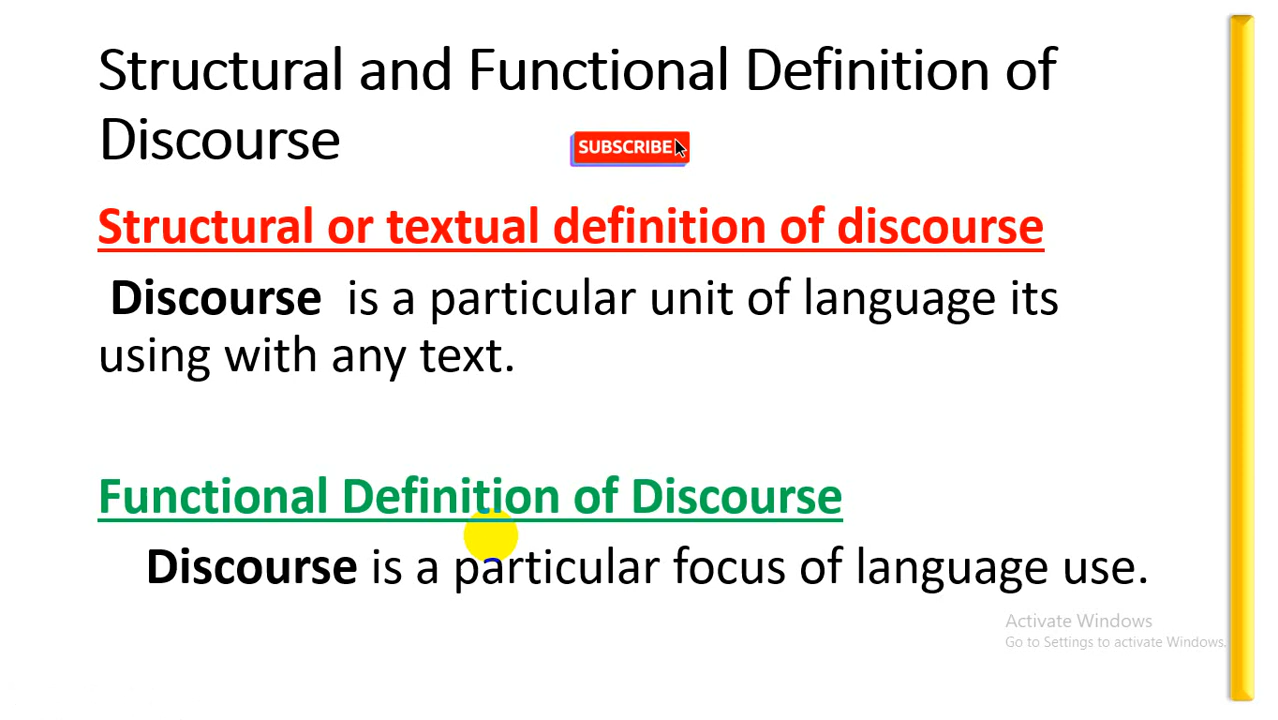 Structural and Functional Definition of
Discourse
SUBSCRIBE
Structural or textual definition of discourse
Discourse is a particular unit of language its
using with any text.
Functional Definition of Discourse
Discourse is a particular focus of language use.
Activate Windows
Go to Settings to activate Windows.